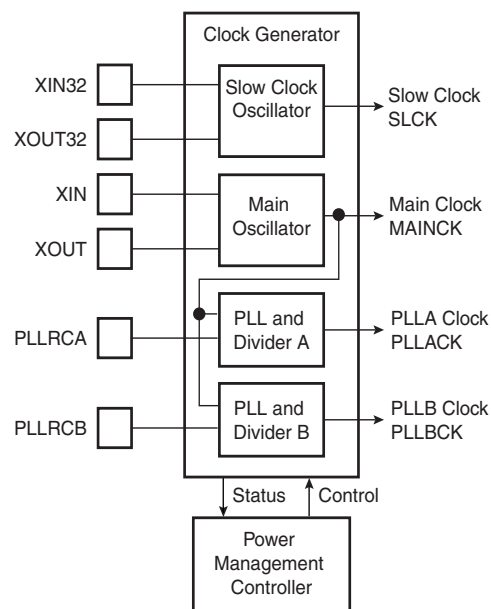 Clock Generator
XIN32
Slow Clock
Oscillator
Slow Clock
SLCK
XOUT32
XIN
Main
Oscillator
Main Clock
MAINCK
XOUT
PLLRCA
PLL and
Divider A
PLLA Clock
PLLACK
PLLRCB
PLL and
Divider B
PLLB Clock
PLLBCK
Status
Control
Power
Management
Controller